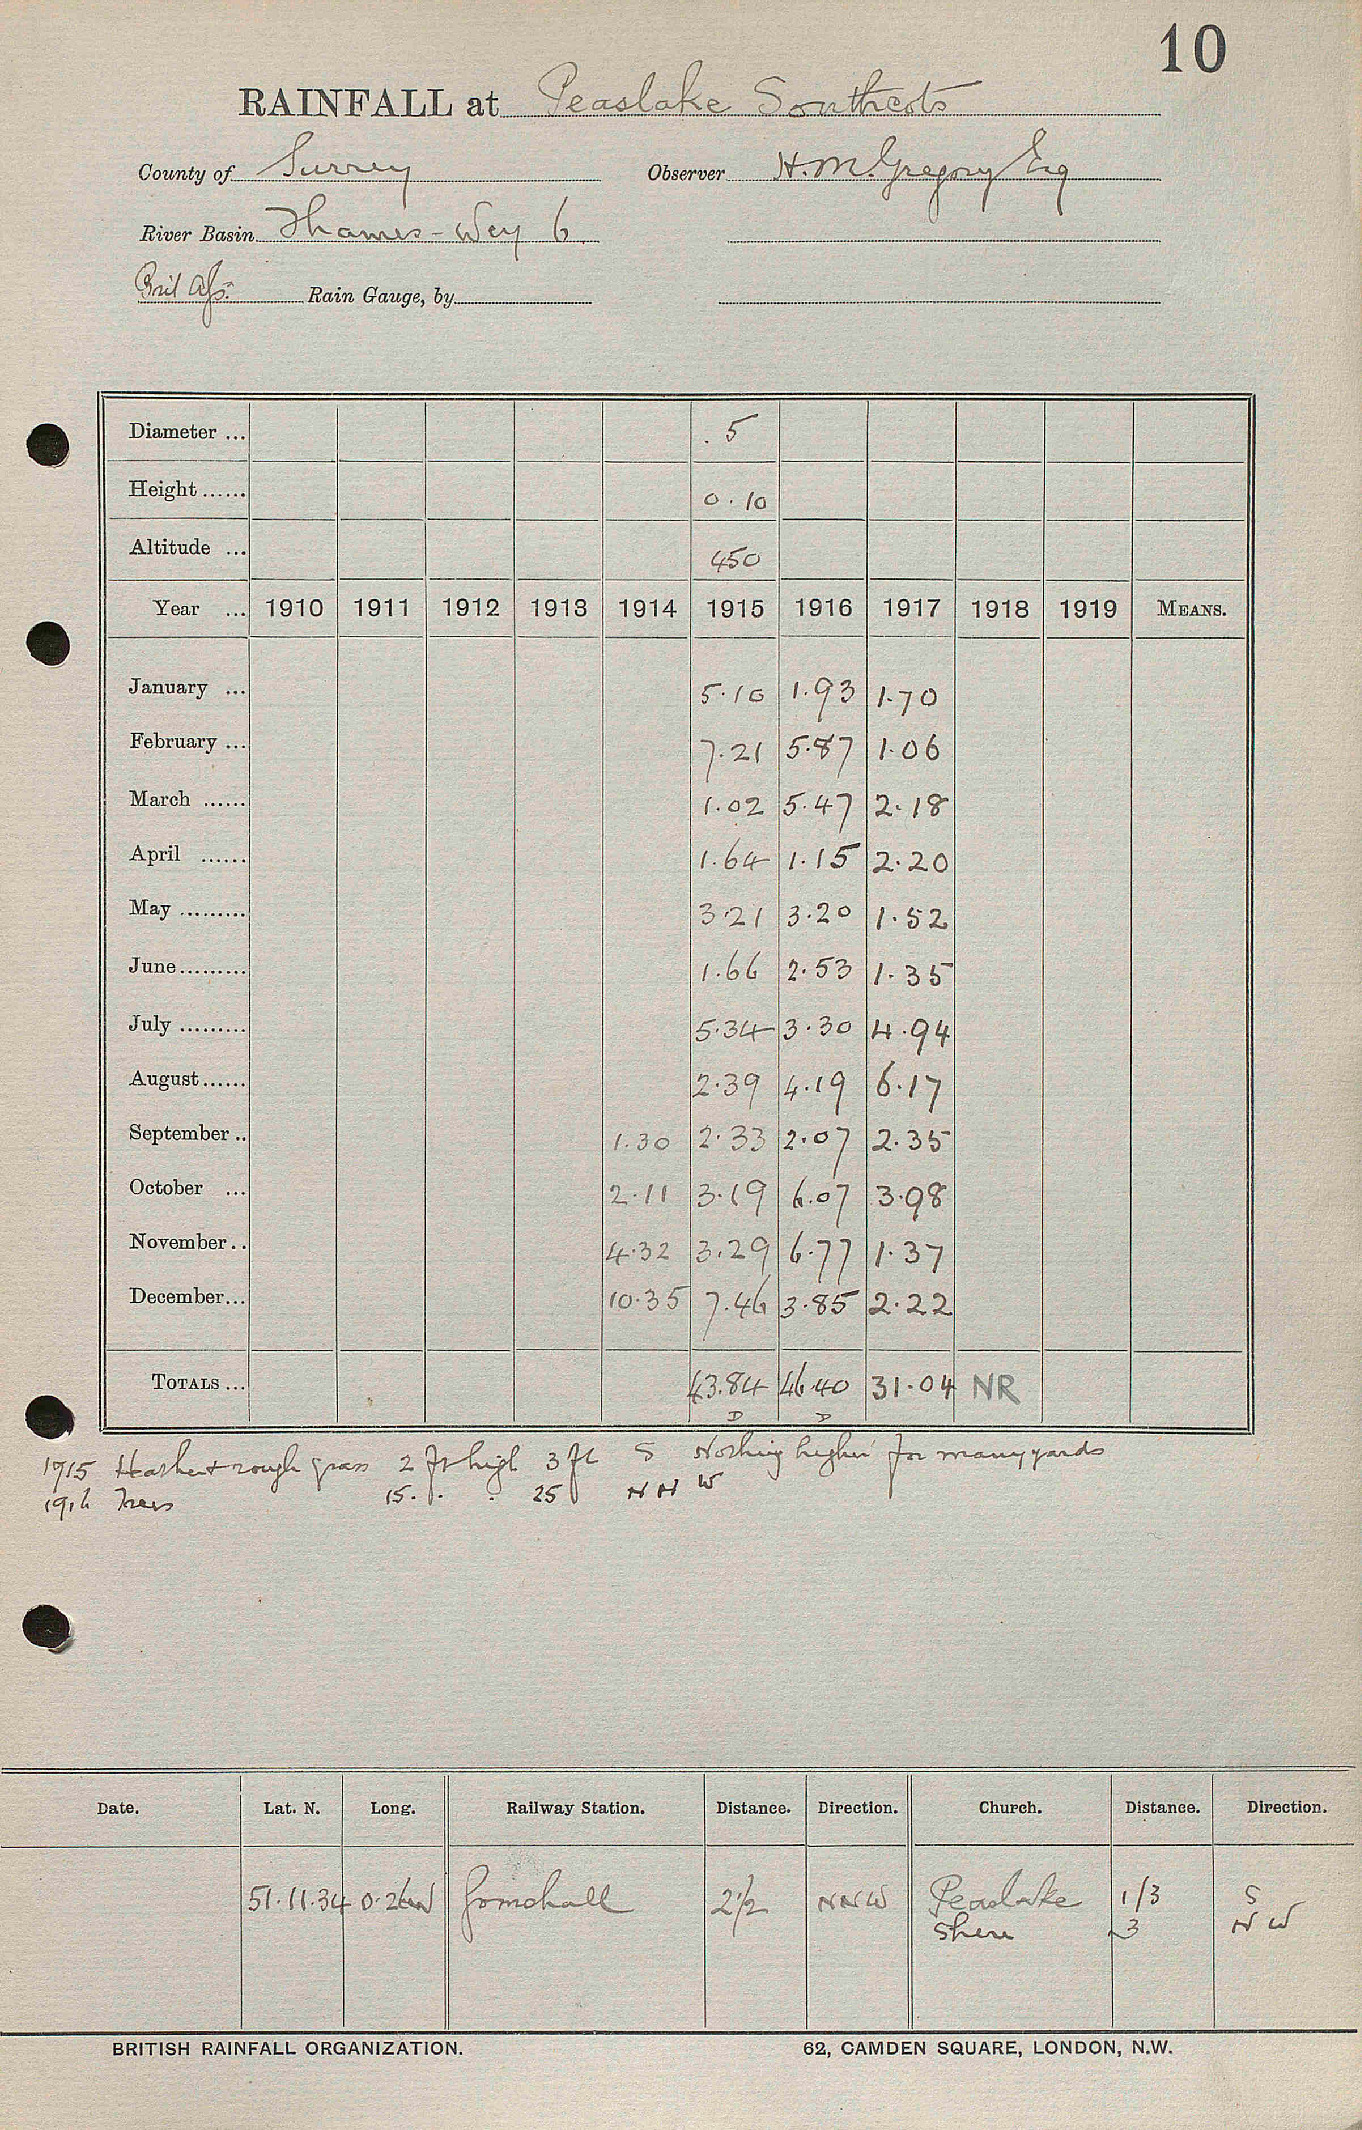 10
RAINFALL at Peaslake Southcots
County of Surrey Observer H. M. Gregory Esq
River Basin Thames - Wey 6
Brit Assn. Rain Gauge, by
Diameter ... . 5
Height ...... 0.10
Altitude ... 450
Year ... 1910 1911 1912 1913 1914 1915 1916 1917 1918 1919 MEANS.
January ... 5.10 1.93 1.70
February ... 7.21 5.87 1.06
March ...... 1.02 5.47 2.18
April ...... 1.64 1.15 2.20
May ......... 3.21 3.20 1.52
June ......... 1.66 2.53 1.35
July ......... 5.34 3.30 4.94
August ...... 2.39 4.19 6.17
September .. 1.30 2.33 2.07 2.35
October ... 2.11 3.19 6.07 3.98
November .. 4.32 3.29 6.77 1.37
December ... 10.35 7.46 3.85 2.22
TOTALS ... 43.84 46.40 31.04 NR
D D
1915 Heather + rough grass 2 ft high 3 ft S Nothing higher for many yards
1916 Trees 15 . . 25 N N W
Date. Lat. N. Long. Railway Station. Distance. Direction. Church. Distance. Direction.
51.11.34 0.26W Gomshall 2½ NNW Peaslake 1/3 S
Shere 3 N W
BRITISH RAINFALL ORGANIZATION. 62, CAMDEN SQUARE, LONDON, N.W.